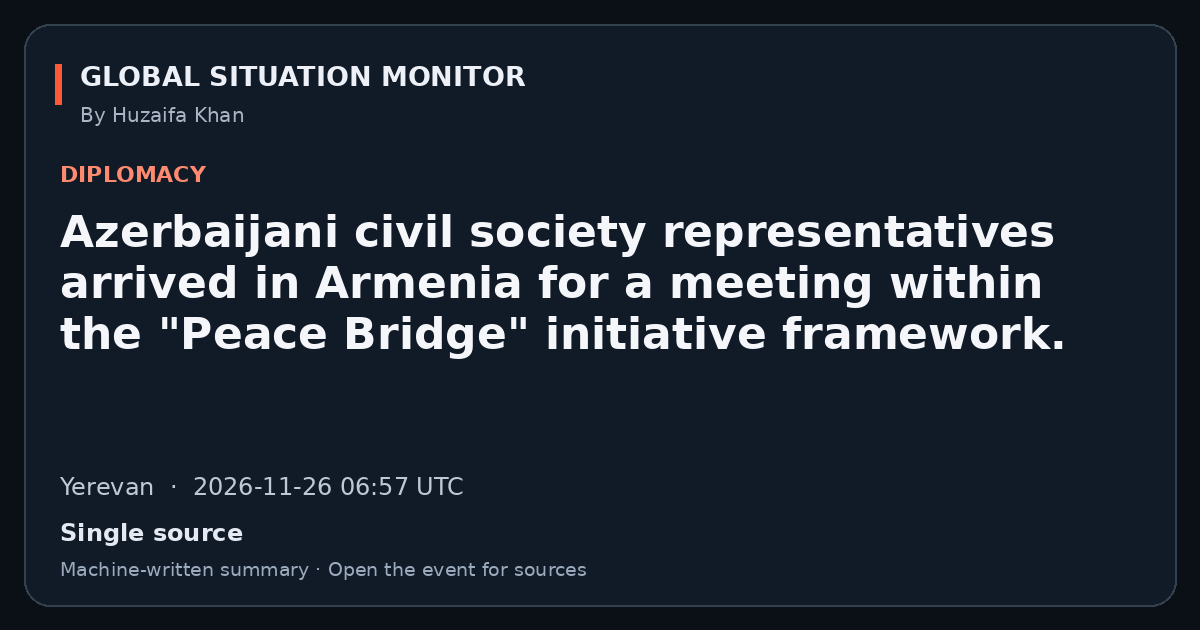 GLOBAL SITUATION MONITOR
By Huzaifa Khan
DIPLOMACY
Azerbaijani civil society representatives
arrived in Armenia for a meeting within
the "Peace Bridge" initiative framework.
Yerevan · 2026-11-26 06:57 UTC
Single source
Machine-written summary · Open the event for sources